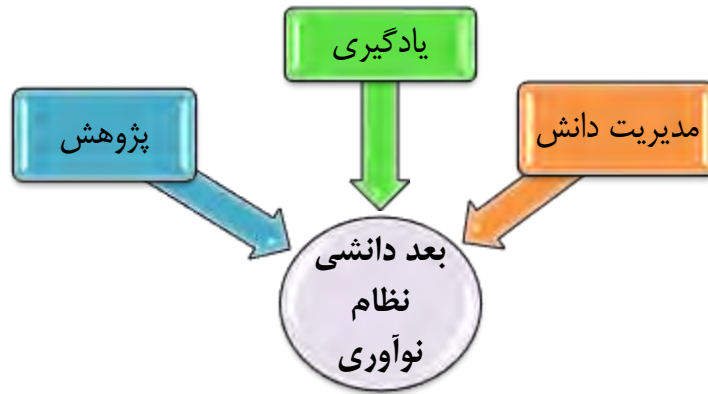 یادگیری
مدیریت دانش
پژوهش
بعد دانشی
نظام
نوآوری